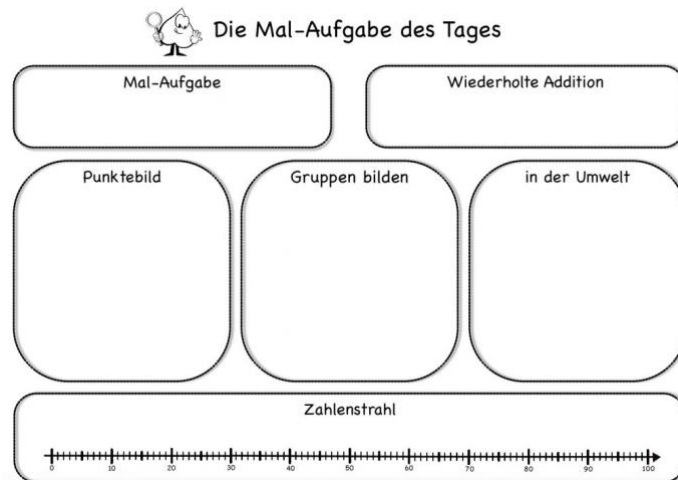 Die Mal-Aufgabe des Tages
Mal-Aufgabe
Wiederholte Addition
Punktebild
Gruppen bilden
in der Umwelt
Zahlenstrahl
0 10 20 30 40 50 60 70 80 90 100